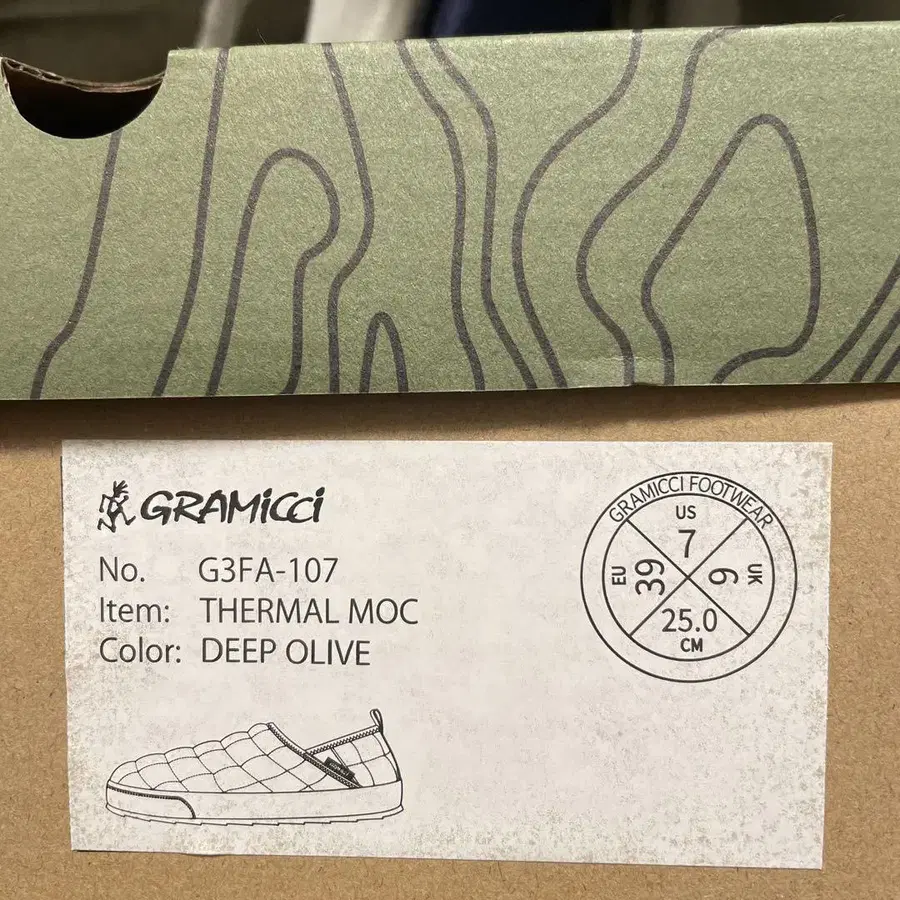 GRAMiCCi
No. G3FA-107
Item: THERMAL MOC
Color: DEEP OLIVE
GRAMICCI FOOTWEAR
US
7
EU
39
6
UK
25.0
CM
GRAMiCCi